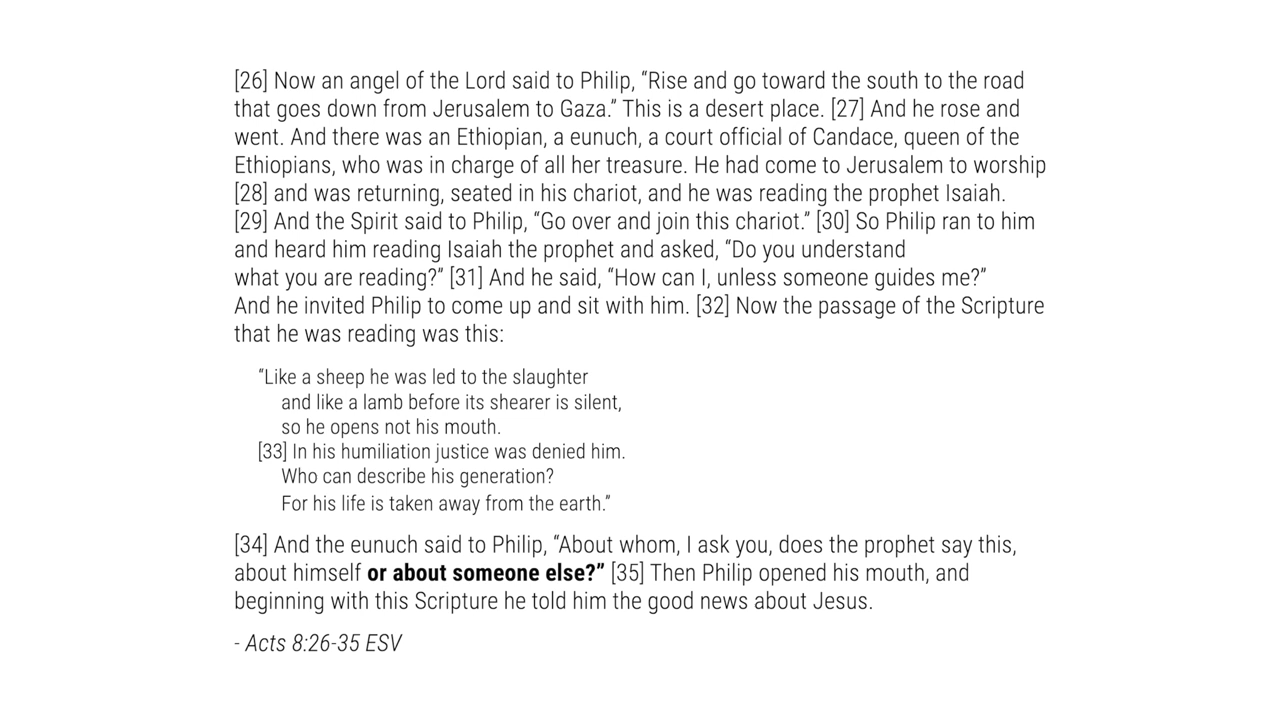 [26] Now an angel of the Lord said to Philip, “Rise and go toward the south to the road
that goes down from Jerusalem to Gaza.” This is a desert place. [27] And he rose and
went. And there was an Ethiopian, a eunuch, a court official of Candace, queen of the
Ethiopians, who was in charge of all her treasure. He had come to Jerusalem to worship
[28] and was returning, seated in his chariot, and he was reading the prophet Isaiah.
[29] And the Spirit said to Philip, “Go over and join this chariot.” [30] So Philip ran to him
and heard him reading Isaiah the prophet and asked, “Do you understand
what you are reading?” [31] And he said, “How can I, unless someone guides me?”
And he invited Philip to come up and sit with him. [32] Now the passage of the Scripture
that he was reading was this:
“Like a sheep he was led to the slaughter
and like a lamb before its shearer is silent,
so he opens not his mouth.
[33] In his humiliation justice was denied him.
Who can describe his generation?
For his life is taken away from the earth.”
[34] And the eunuch said to Philip, “About whom, I ask you, does the prophet say this,
about himself or about someone else?” [35] Then Philip opened his mouth, and
beginning with this Scripture he told him the good news about Jesus.
- Acts 8:26-35 ESV